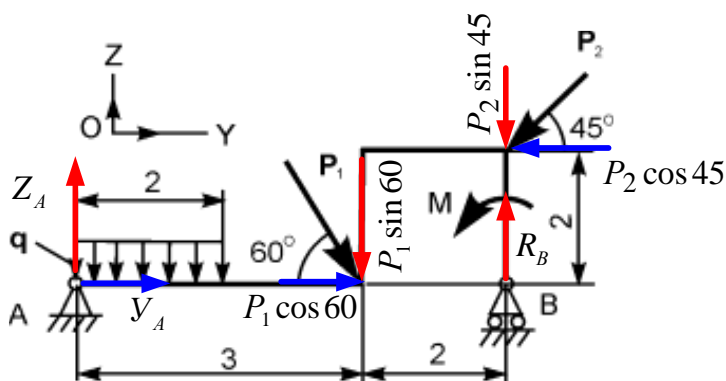 Z
O
Y
P₂ sin 45
P₂
45°
P₂ cos 45
Z_A
2
P₁
P₁ sin 60
M
2
q
60°
R_B
A
У_A
P₁ cos 60
B
3
2